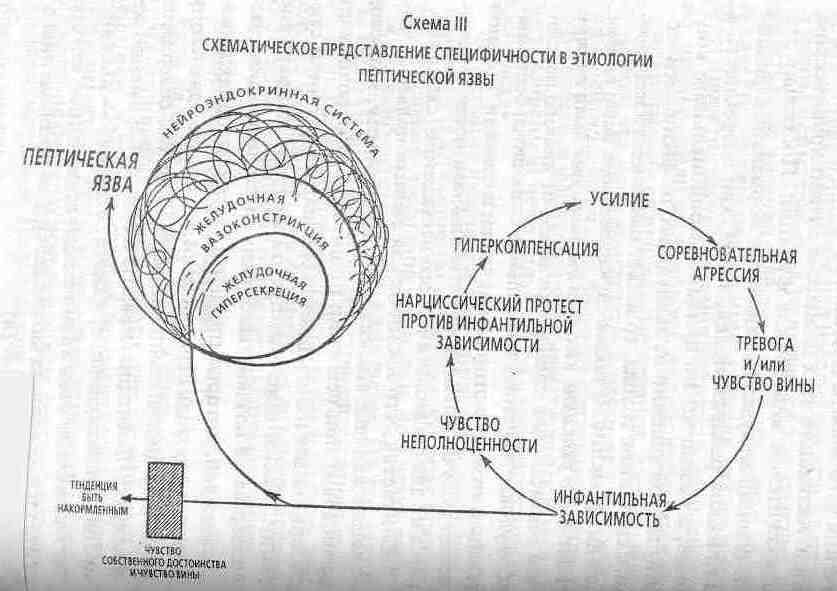 Схема III
СХЕМАТИЧЕСКОЕ ПРЕДСТАВЛЕНИЕ СПЕЦИФИЧНОСТИ В ЭТИОЛОГИИ
ПЕПТИЧЕСКОЙ ЯЗВЫ
НЕЙРОЭНДОКРИННАЯ СИСТЕМА
ПЕПТИЧЕСКАЯ
ЯЗВА
ЖЕЛУДОЧНАЯ
ВАЗОКОНСТРИКЦИЯ
ЖЕЛУДОЧНАЯ
ГИПЕРСЕКРЕЦИЯ
УСИЛИЕ
ГИПЕРКОМПЕНСАЦИЯ
СОРЕВНОВАТЕЛЬНАЯ
АГРЕССИЯ
НАРЦИССИЧЕСКИЙ ПРОТЕСТ
ПРОТИВ ИНФАНТИЛЬНОЙ
ЗАВИСИМОСТИ
ТРЕВОГА
и/или
ЧУВСТВО ВИНЫ
ЧУВСТВО
НЕПОЛНОЦЕННОСТИ
ИНФАНТИЛЬНАЯ
ЗАВИСИМОСТЬ
ТЕНДЕНЦИЯ
БЫТЬ
НАКОРМЛЕННЫМ
ЧУВСТВО
СОБСТВЕННОГО ДОСТОИНСТВА
И ЧУВСТВО ВИНЫ